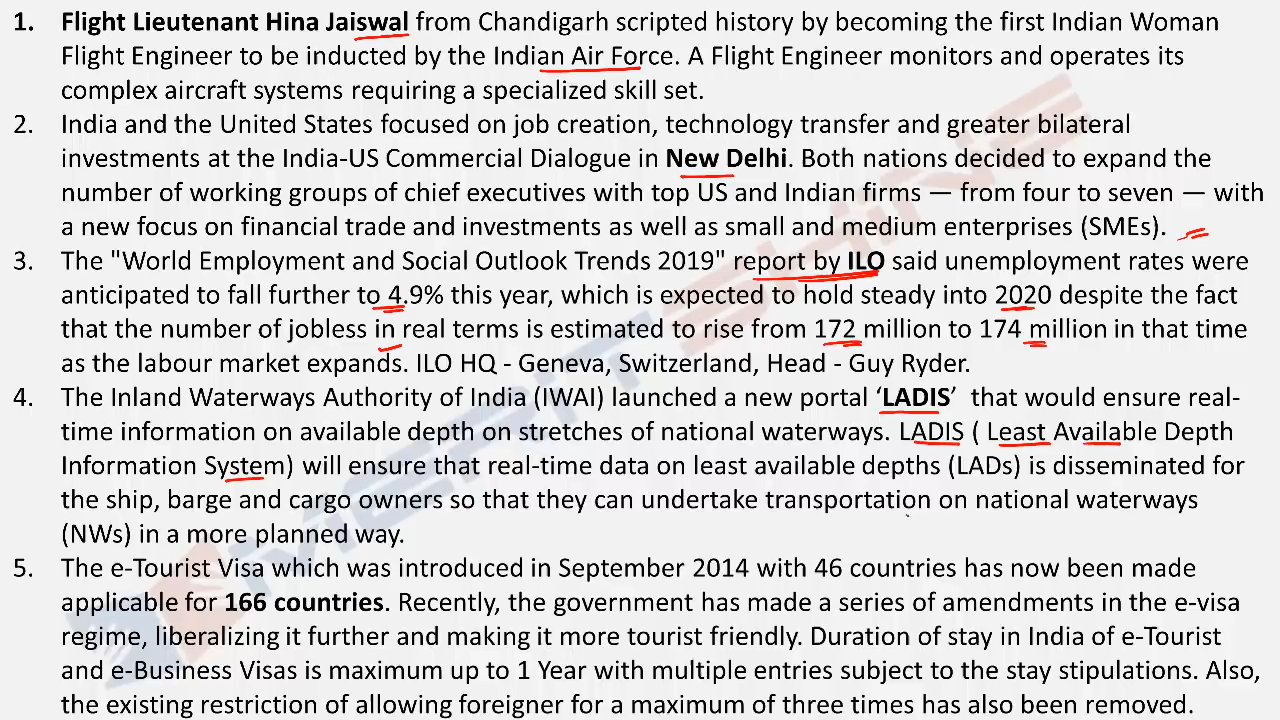 1. Flight Lieutenant Hina Jaiswal from Chandigarh scripted history by becoming the first Indian Woman
Flight Engineer to be inducted by the Indian Air Force. A Flight Engineer monitors and operates its
complex aircraft systems requiring a specialized skill set.
2. India and the United States focused on job creation, technology transfer and greater bilateral
investments at the India-US Commercial Dialogue in New Delhi. Both nations decided to expand the
number of working groups of chief executives with top US and Indian firms — from four to seven — with
a new focus on financial trade and investments as well as small and medium enterprises (SMEs).
3. The "World Employment and Social Outlook Trends 2019" report by ILO said unemployment rates were
anticipated to fall further to 4.9% this year, which is expected to hold steady into 2020 despite the fact
that the number of jobless in real terms is estimated to rise from 172 million to 174 million in that time
as the labour market expands. ILO HQ - Geneva, Switzerland, Head - Guy Ryder.
4. The Inland Waterways Authority of India (IWAI) launched a new portal ‘LADIS’ that would ensure real-
time information on available depth on stretches of national waterways. LADIS ( Least Available Depth
Information System) will ensure that real-time data on least available depths (LADs) is disseminated for
the ship, barge and cargo owners so that they can undertake transportation on national waterways
(NWs) in a more planned way.
5. The e-Tourist Visa which was introduced in September 2014 with 46 countries has now been made
applicable for 166 countries. Recently, the government has made a series of amendments in the e-visa
regime, liberalizing it further and making it more tourist friendly. Duration of stay in India of e-Tourist
and e-Business Visas is maximum up to 1 Year with multiple entries subject to the stay stipulations. Also,
the existing restriction of allowing foreigner for a maximum of three times has also been removed.
MERITSHINE